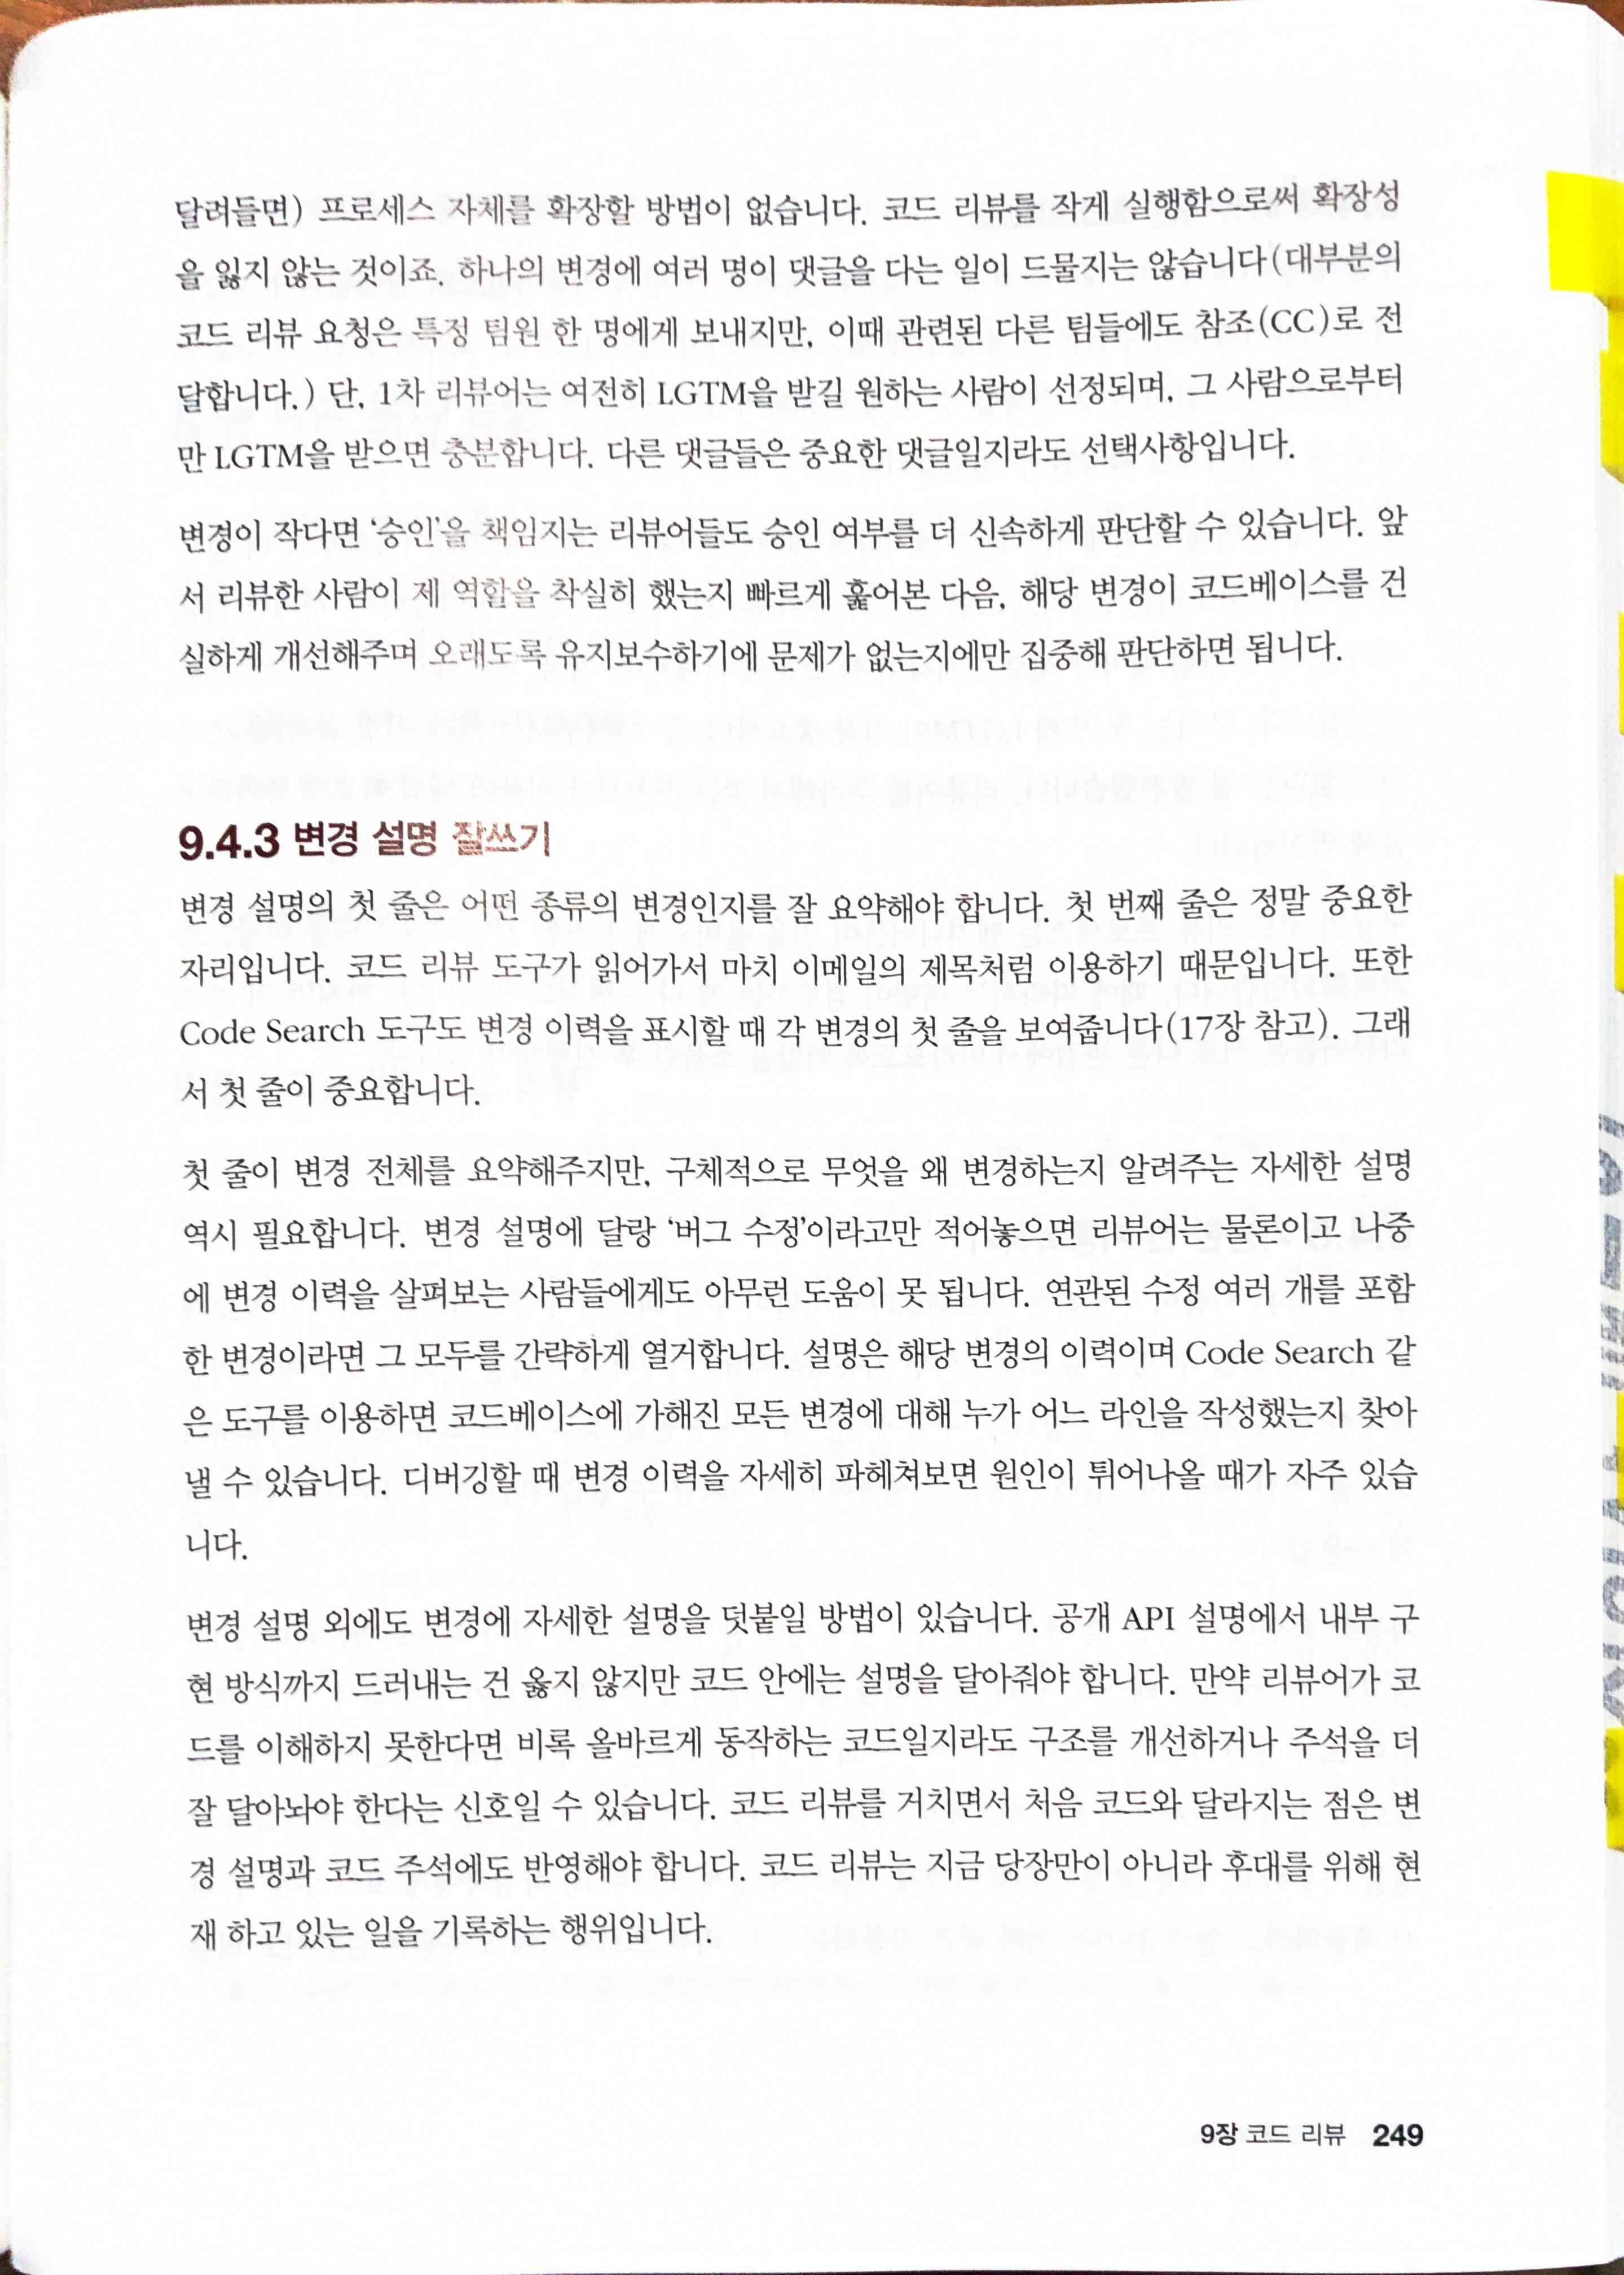 달려들면) 프로세스 자체를 확장할 방법이 없습니다. 코드 리뷰를 작게 실행함으로써 확장성
을 잃지 않는 것이죠. 하나의 변경에 여러 명이 댓글을 다는 일이 드물지는 않습니다(대부분의
코드 리뷰 요청은 특정 팀원 한 명에게 보내지만, 이때 관련된 다른 팀들에도 참조(CC)로 전
달합니다.) 단, 1차 리뷰어는 여전히 LGTM을 받길 원하는 사람이 선정되며, 그 사람으로부터
만 LGTM을 받으면 충분합니다. 다른 댓글들은 중요한 댓글일지라도 선택사항입니다.
변경이 작다면 ‘승인’을 책임지는 리뷰어들도 승인 여부를 더 신속하게 판단할 수 있습니다. 앞
서 리뷰한 사람이 제 역할을 착실히 했는지 빠르게 훑어본 다음, 해당 변경이 코드베이스를 건
실하게 개선해주며 오래도록 유지보수하기에 문제가 없는지에만 집중해 판단하면 됩니다.
9.4.3 변경 설명 잘쓰기
변경 설명의 첫 줄은 어떤 종류의 변경인지를 잘 요약해야 합니다. 첫 번째 줄은 정말 중요한
자리입니다. 코드 리뷰 도구가 읽어가서 마치 이메일의 제목처럼 이용하기 때문입니다. 또한
Code Search 도구도 변경 이력을 표시할 때 각 변경의 첫 줄을 보여줍니다(17장 참고). 그래
서 첫 줄이 중요합니다.
첫 줄이 변경 전체를 요약해주지만, 구체적으로 무엇을 왜 변경하는지 알려주는 자세한 설명
역시 필요합니다. 변경 설명에 달랑 ‘버그 수정’이라고만 적어놓으면 리뷰어는 물론이고 나중
에 변경 이력을 살펴보는 사람들에게도 아무런 도움이 못 됩니다. 연관된 수정 여러 개를 포함
한 변경이라면 그 모두를 간략하게 열거합니다. 설명은 해당 변경의 이력이며 Code Search 같
은 도구를 이용하면 코드베이스에 가해진 모든 변경에 대해 누가 어느 라인을 작성했는지 찾아
낼 수 있습니다. 디버깅할 때 변경 이력을 자세히 파헤쳐보면 원인이 튀어나올 때가 자주 있습
니다.
변경 설명 외에도 변경에 자세한 설명을 덧붙일 방법이 있습니다. 공개 API 설명에서 내부 구
현 방식까지 드러내는 건 옳지 않지만 코드 안에는 설명을 달아줘야 합니다. 만약 리뷰어가 코
드를 이해하지 못한다면 비록 올바르게 동작하는 코드일지라도 구조를 개선하거나 주석을 더
잘 달아놔야 한다는 신호일 수 있습니다. 코드 리뷰를 거치면서 처음 코드와 달라지는 점은 변
경 설명과 코드 주석에도 반영해야 합니다. 코드 리뷰는 지금 당장만이 아니라 후대를 위해 현
재 하고 있는 일을 기록하는 행위입니다.
9장 코드 리뷰 249